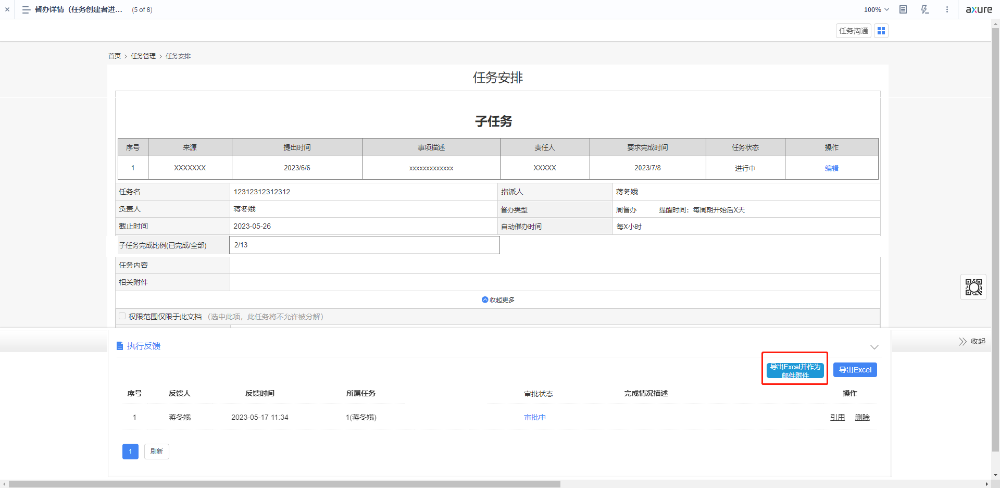 督办详情（任务创建者进... (5 of 8)
100%
axure
任务沟通
首页 > 任务管理 > 任务安排
任务安排
子任务
序号 来源 提出时间 事项描述 责任人 要求完成时间 任务状态 操作
1 XXXXXXX 2023/6/6 xxxxxxxxxxxxx XXXXX 2023/7/8 进行中 编辑
任务名 12312312312312 指派人 蒋冬娥
负责人 蒋冬娥 督办类型 周督办 提醒时间：每周期开始后X天
截止时间 2023-05-26 自动催办时间 每X小时
子任务完成比例(已完成/全部) 2/13
任务内容
相关附件
收起更多
权限范围仅限于此文档 （选中此项，此任务将不允许被分解）
执行反馈
收起
导出Excel并作为
邮件附件
导出Excel
序号 反馈人 反馈时间 所属任务 审批状态 完成情况描述 操作
1 蒋冬娥 2023-05-17 11:34 1(蒋冬娥) 审批中 引用 删除
1 刷新